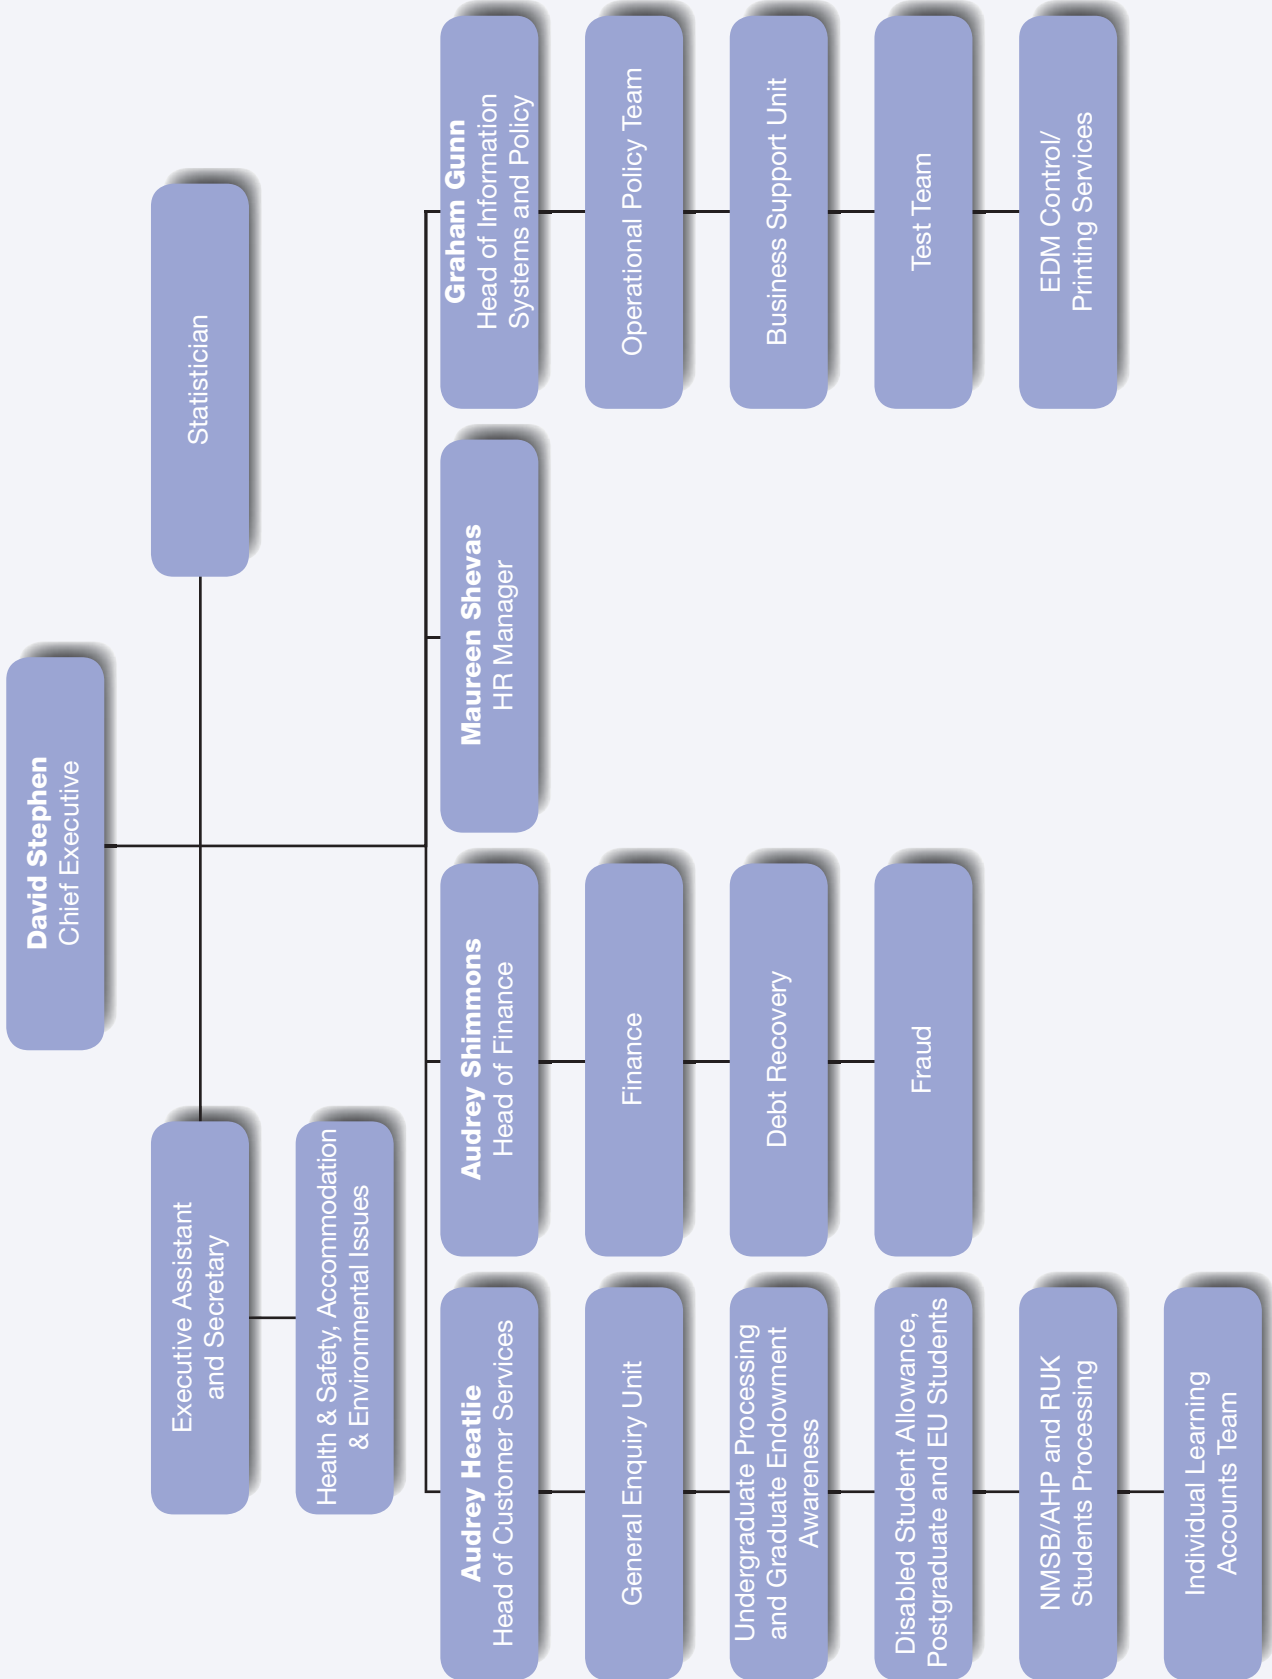 David Stephen
Chief Executive
Executive Assistant
and Secretary
Statistician
Health & Safety, Accommodation
& Environmental Issues
Audrey Heatlie
Head of Customer Services
General Enquiry Unit
Undergraduate Processing
and Graduate Endowment
Awareness
Disabled Student Allowance,
Postgraduate and EU Students
NMSB/AHP and RUK
Students Processing
Individual Learning
Accounts Team
Audrey Shimmons
Head of Finance
Finance
Debt Recovery
Fraud
Maureen Shevas
HR Manager
Graham Gunn
Head of Information
Systems and Policy
Operational Policy Team
Business Support Unit
Test Team
EDM Control/
Printing Services